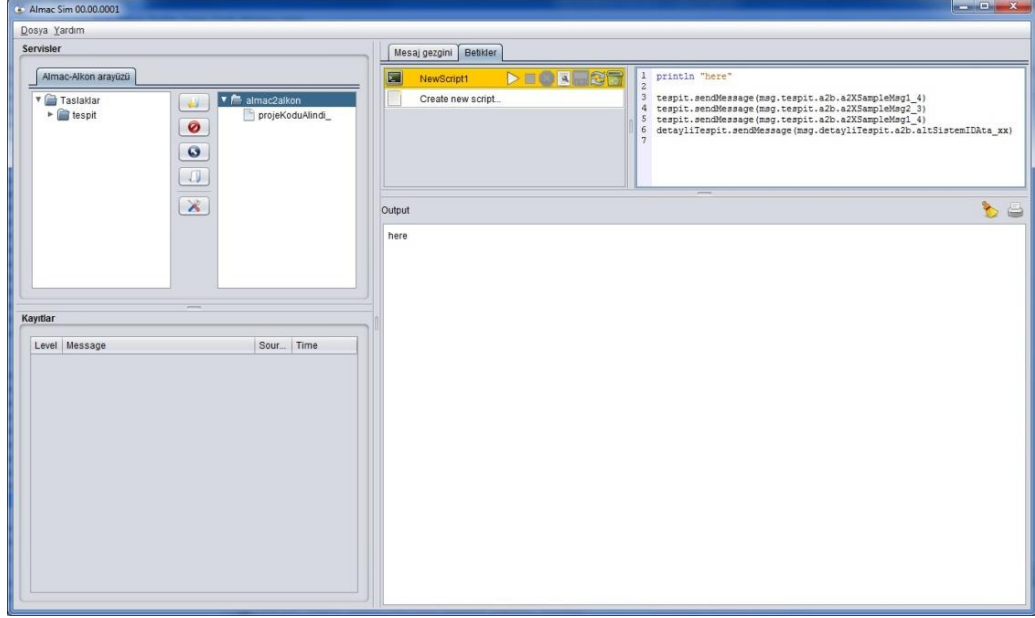 Almac Sim 00.00.0001
Dosya Yardım
Servisler
Almac-Alkon arayüzü
Taslaklar
tespit
almac2alkon
projeKoduAlindi_
Kayıtlar
Level Message Sour... Time
Mesaj gezgini Betikler
NewScript1
Create new script...
1 println "here"
2
3 tespit.sendMessage(msg.tespit.a2b.a2XSampleMsg1_4)
4 tespit.sendMessage(msg.tespit.a2b.a2XSampleMsg2_3)
5 tespit.sendMessage(msg.tespit.a2b.a2XSampleMsg1_4)
6 detayliTespit.sendMessage(msg.detayliTespit.a2b.altSistemIDAta_xx)
7
Output
here